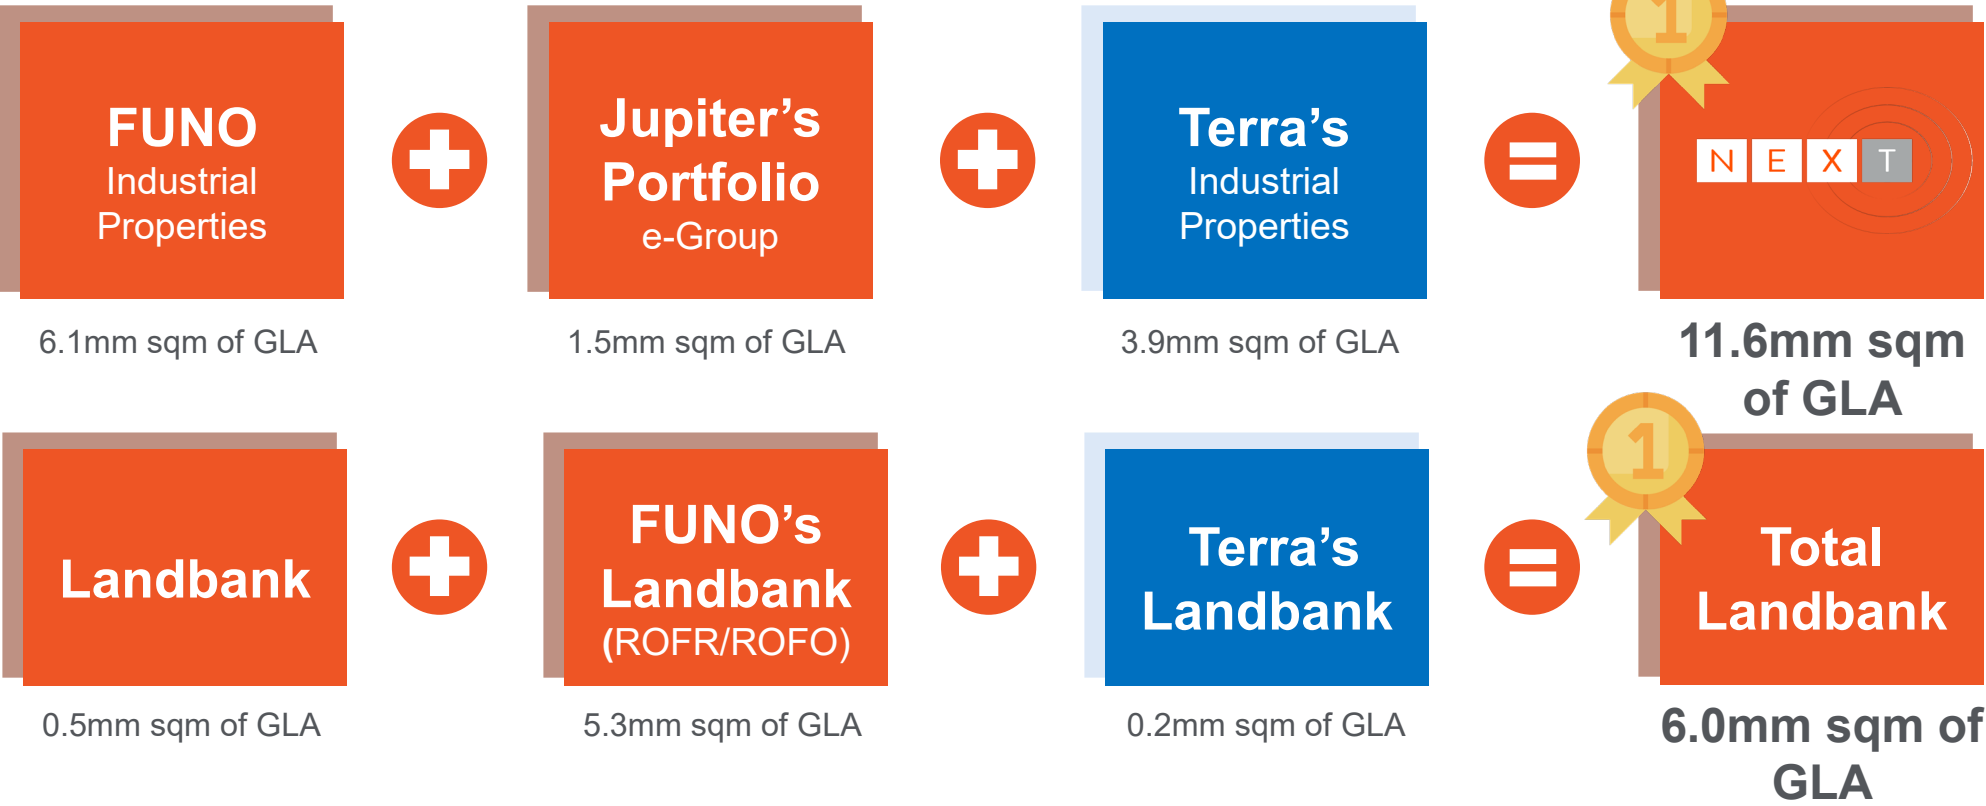 FUNO
Industrial
Properties
6.1mm sqm of GLA
Jupiter’s
Portfolio
e-Group
1.5mm sqm of GLA
Terra’s
Industrial
Properties
3.9mm sqm of GLA
1
NEXT
11.6mm sqm
of GLA
Landbank
0.5mm sqm of GLA
FUNO’s
Landbank
(ROFR/ROFO)
5.3mm sqm of GLA
Terra’s
Landbank
0.2mm sqm of GLA
1
Total
Landbank
6.0mm sqm of
GLA